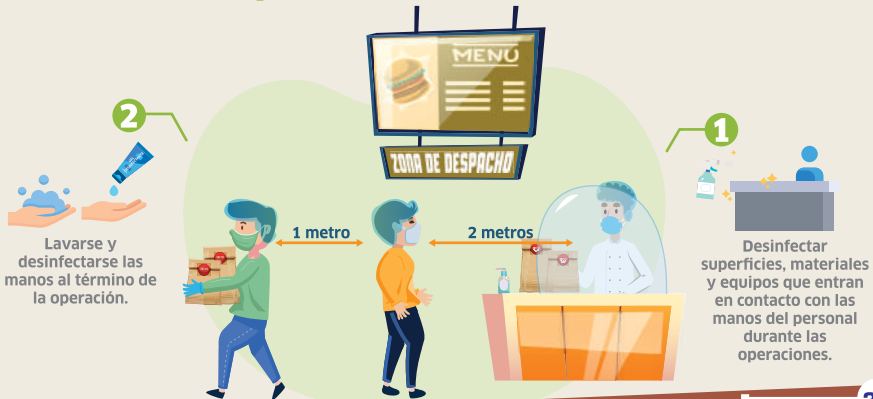 MENU
ZONA DE DESPACHO
2
1
1 metro
2 metros
Lavarse y
desinfectarse las
manos al término de
la operación.
Desinfectar
superficies, materiales
y equipos que entran
en contacto con las
manos del personal
durante las
operaciones.